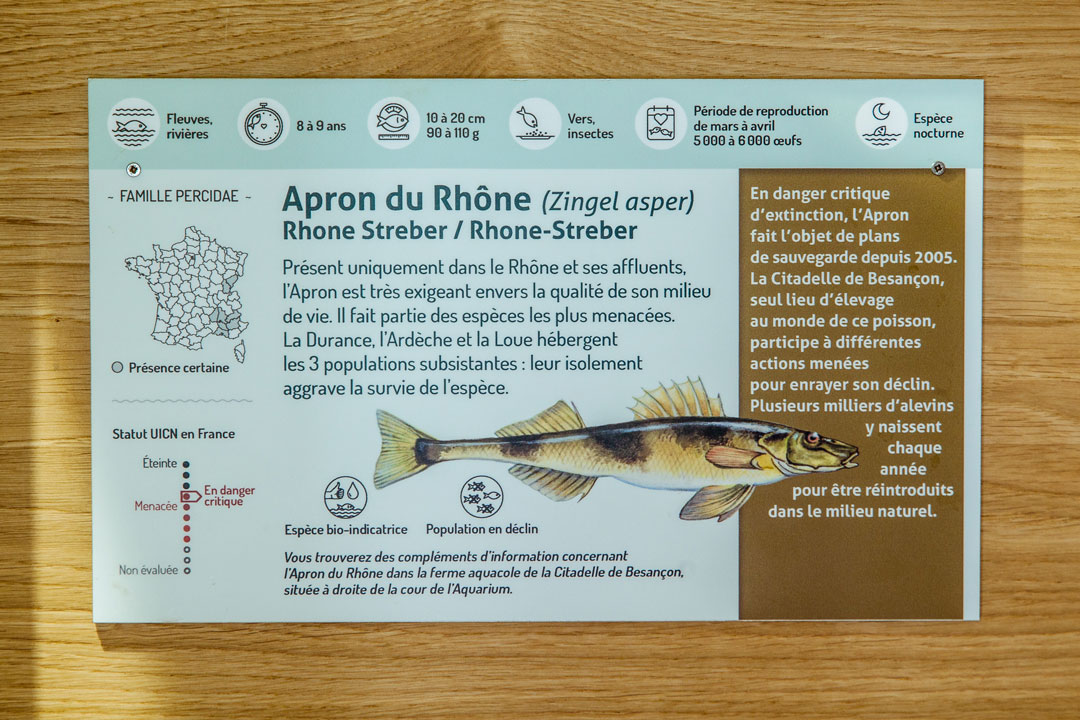 Fleuves,
rivières
8 à 9 ans
10 à 20 cm
90 à 110 g
Vers,
insectes
Période de reproduction
de mars à avril
5 000 à 6 000 œufs
Espèce
nocturne
~ FAMILLE PERCIDAE ~
Présence certaine
Statut UICN en France
Éteinte
En danger
critique
Menacée
Non évaluée
Apron du Rhône (Zingel asper)
Rhone Streber / Rhone-Streber
Présent uniquement dans le Rhône et ses affluents,
l'Apron est très exigeant envers la qualité de son milieu
de vie. Il fait partie des espèces les plus menacées.
La Durance, l'Ardèche et la Loue hébergent
les 3 populations subsistantes : leur isolement
aggrave la survie de l'espèce.
Espèce bio-indicatrice
Population en déclin
Vous trouverez des compléments d'information concernant
l'Apron du Rhône dans la ferme aquacole de la Citadelle de Besançon,
située à droite de la cour de l'Aquarium.
En danger critique
d'extinction, l'Apron
fait l'objet de plans
de sauvegarde depuis 2005.
La Citadelle de Besançon,
seul lieu d'élevage
au monde de ce poisson,
participe à différentes
actions menées
pour enrayer son déclin.
Plusieurs milliers d'alevins
y naissent
chaque
année
pour être réintroduits
dans le milieu naturel.